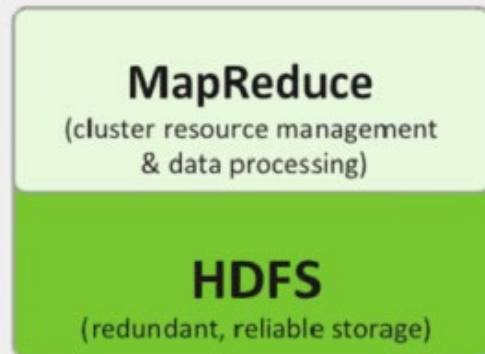 MapReduce
(cluster resource management
& data processing)
HDFS
(redundant, reliable storage)